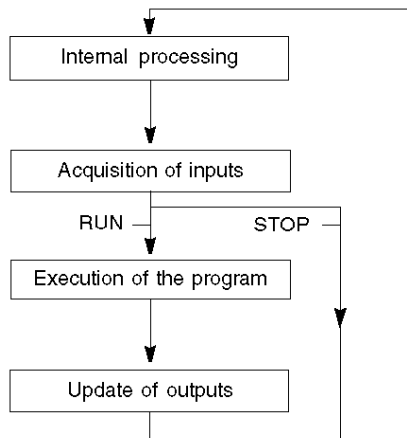 Internal processing
Acquisition of inputs
RUN
STOP
Execution of the program
Update of outputs